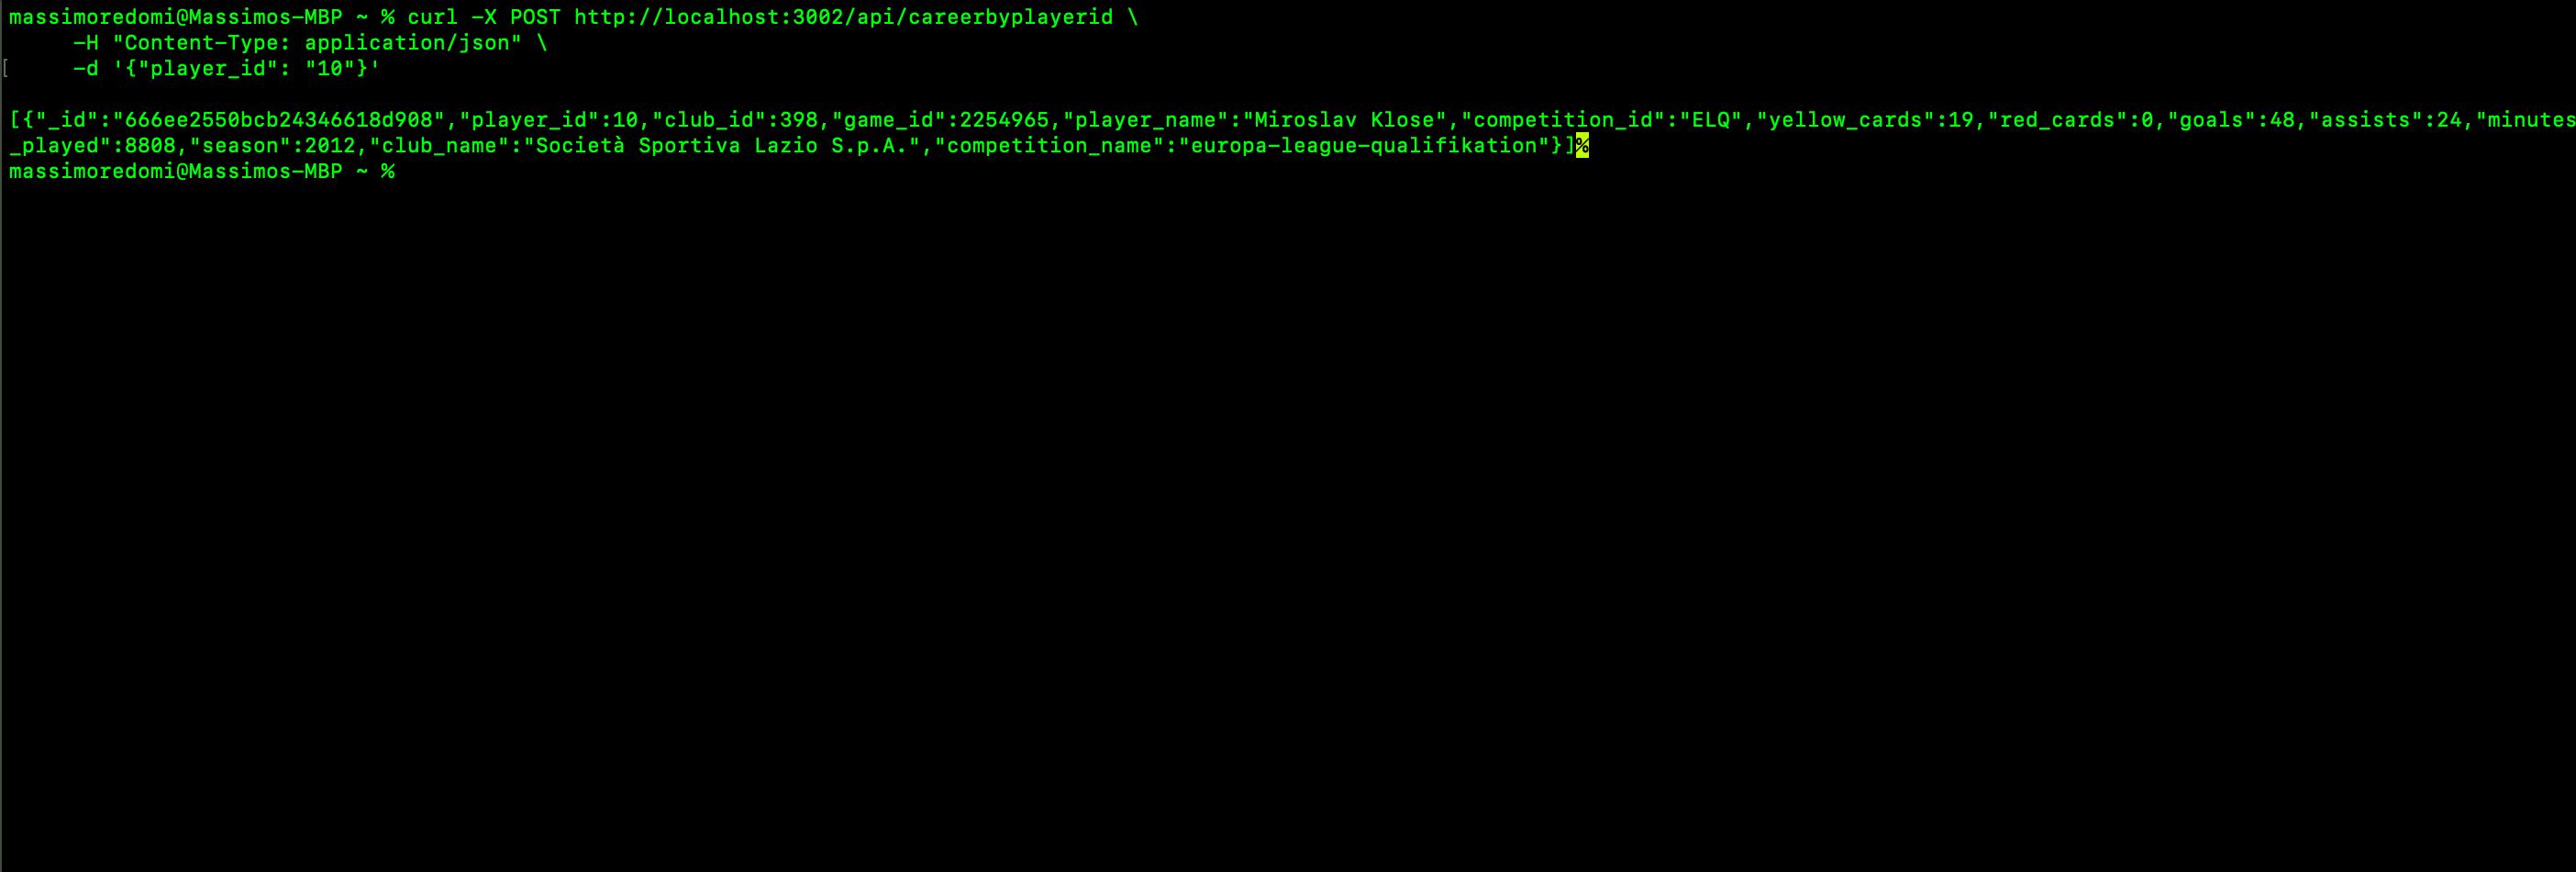 massimoredomi@Massimos-MBP ~ % curl -X POST http://localhost:3002/api/careerbyplayerid \
     -H "Content-Type: application/json" \
[     -d '{"player_id": "10"}'
[{"_id":"666ee2550bcb24346618d908","player_id":10,"club_id":398,"game_id":2254965,"player_name":"Miroslav Klose","competition_id":"ELQ","yellow_cards":19,"red_cards":0,"goals":48,"assists":24,"minutes
_played":8808,"season":2012,"club_name":"Società Sportiva Lazio S.p.A.","competition_name":"europa-league-qualifikation"}]%
massimoredomi@Massimos-MBP ~ %